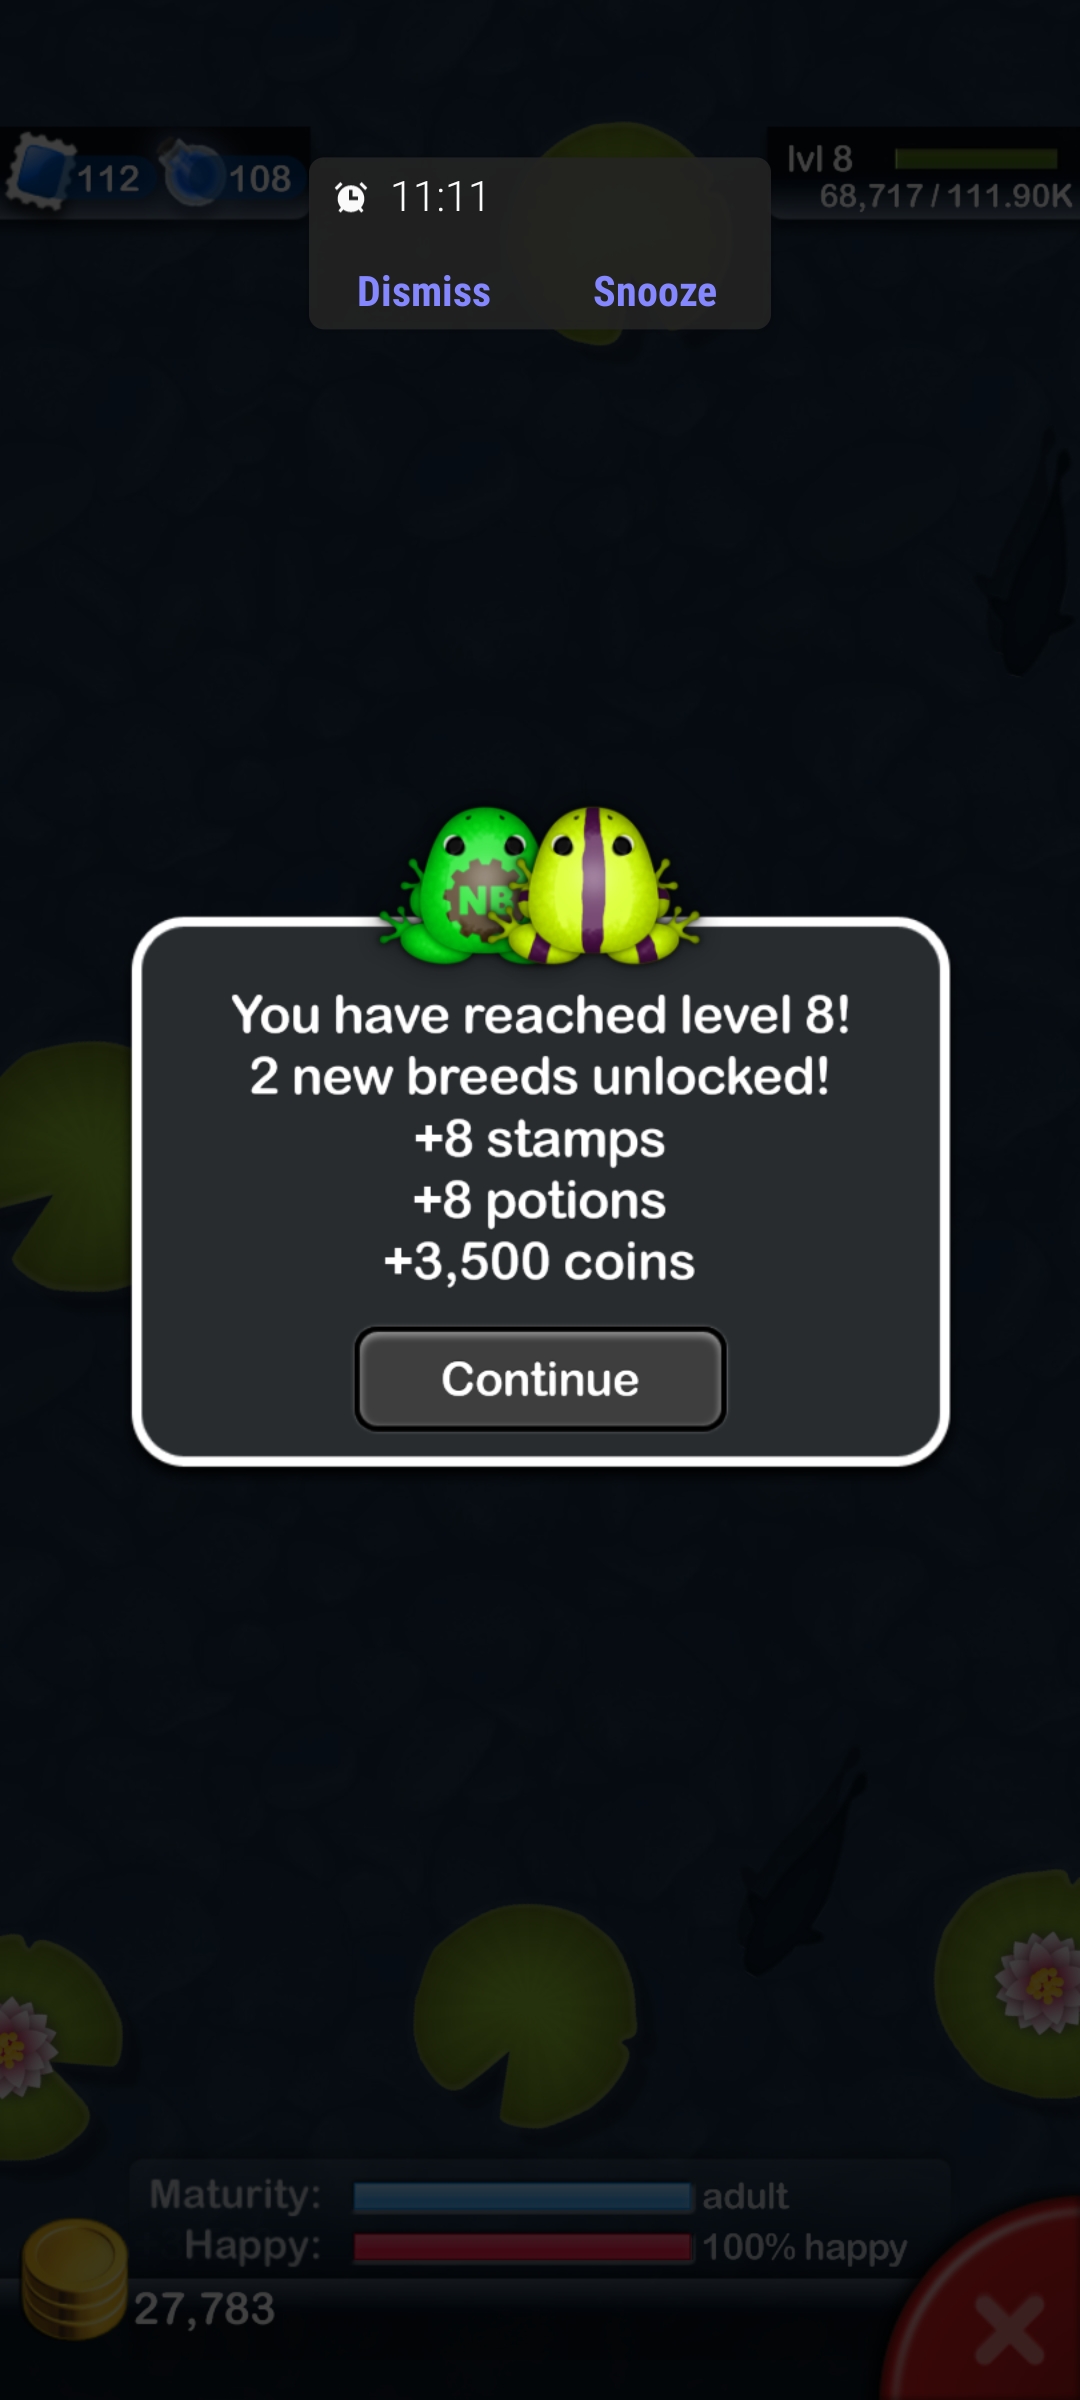 112 108
lvl 8
68,717 / 111.90K
11:11
Dismiss Snooze
NB
You have reached level 8!
2 new breeds unlocked!
+8 stamps
+8 potions
+3,500 coins
Continue
Maturity: adult
Happy: 100% happy
27,783